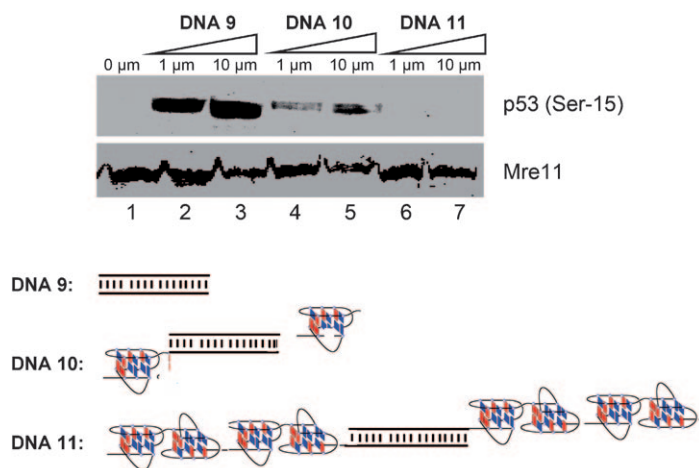 DNA 9 DNA 10 DNA 11
0 µm 1 µm 10 µm 1 µm 10 µm 1 µm 10 µm
p53 (Ser-15)
Mre11
1 2 3 4 5 6 7
DNA 9:
DNA 10:
DNA 11: